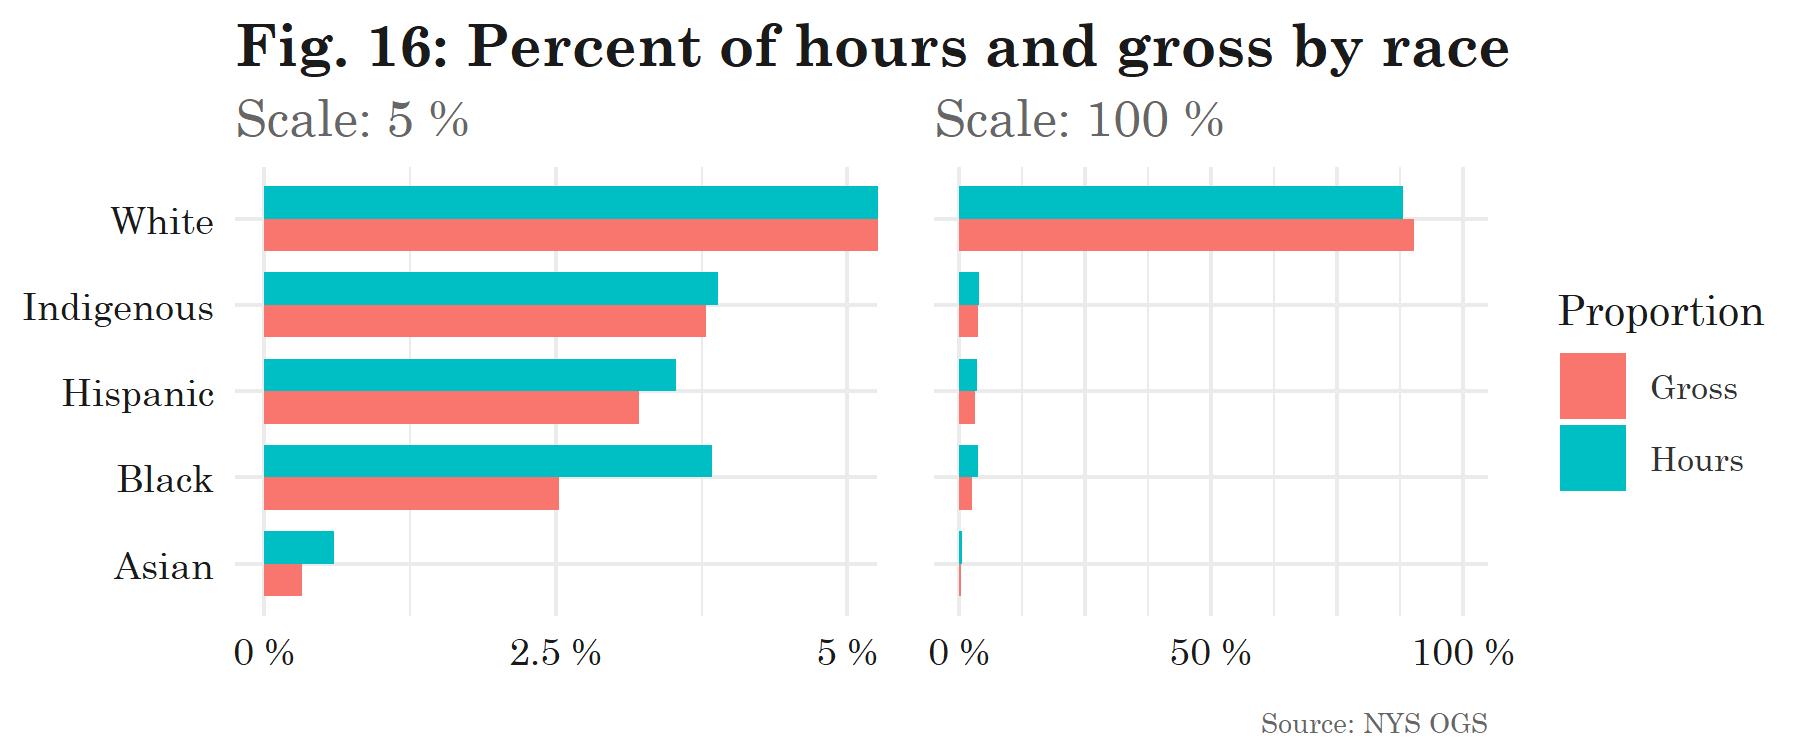 Fig. 16: Percent of hours and gross by race
Scale: 5 %
Scale: 100 %
White
Indigenous
Hispanic
Black
Asian
0 %
2.5 %
5 %
0 %
50 %
100 %
Proportion
Gross
Hours
Source: NYS OGS